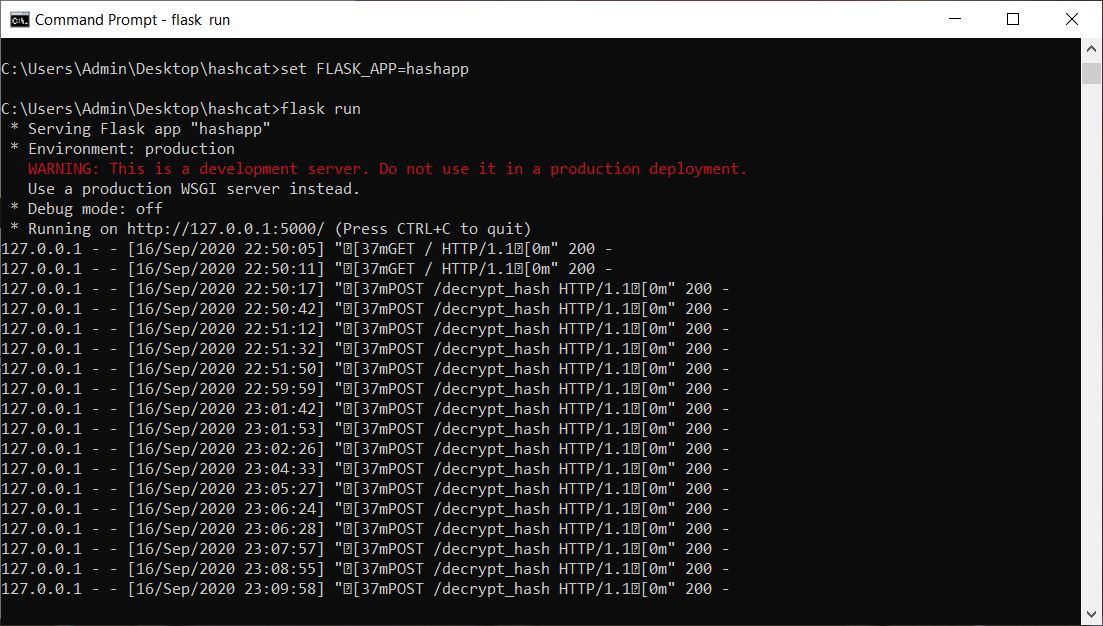 Command Prompt - flask run
C:\Users\Admin\Desktop\hashcat>set FLASK_APP=hashapp
C:\Users\Admin\Desktop\hashcat>flask run
* Serving Flask app "hashapp"
* Environment: production
WARNING: This is a development server. Do not use it in a production deployment.
Use a production WSGI server instead.
* Debug mode: off
* Running on http://127.0.0.1:5000/ (Press CTRL+C to quit)
127.0.0.1 - - [16/Sep/2020 22:50:05] "�[37mGET / HTTP/1.1�[0m" 200 -
127.0.0.1 - - [16/Sep/2020 22:50:11] "�[37mGET / HTTP/1.1�[0m" 200 -
127.0.0.1 - - [16/Sep/2020 22:50:17] "�[37mPOST /decrypt_hash HTTP/1.1�[0m" 200 -
127.0.0.1 - - [16/Sep/2020 22:50:42] "�[37mPOST /decrypt_hash HTTP/1.1�[0m" 200 -
127.0.0.1 - - [16/Sep/2020 22:51:12] "�[37mPOST /decrypt_hash HTTP/1.1�[0m" 200 -
127.0.0.1 - - [16/Sep/2020 22:51:32] "�[37mPOST /decrypt_hash HTTP/1.1�[0m" 200 -
127.0.0.1 - - [16/Sep/2020 22:51:50] "�[37mPOST /decrypt_hash HTTP/1.1�[0m" 200 -
127.0.0.1 - - [16/Sep/2020 22:59:59] "�[37mPOST /decrypt_hash HTTP/1.1�[0m" 200 -
127.0.0.1 - - [16/Sep/2020 23:01:42] "�[37mPOST /decrypt_hash HTTP/1.1�[0m" 200 -
127.0.0.1 - - [16/Sep/2020 23:01:53] "�[37mPOST /decrypt_hash HTTP/1.1�[0m" 200 -
127.0.0.1 - - [16/Sep/2020 23:02:26] "�[37mPOST /decrypt_hash HTTP/1.1�[0m" 200 -
127.0.0.1 - - [16/Sep/2020 23:04:33] "�[37mPOST /decrypt_hash HTTP/1.1�[0m" 200 -
127.0.0.1 - - [16/Sep/2020 23:05:27] "�[37mPOST /decrypt_hash HTTP/1.1�[0m" 200 -
127.0.0.1 - - [16/Sep/2020 23:06:24] "�[37mPOST /decrypt_hash HTTP/1.1�[0m" 200 -
127.0.0.1 - - [16/Sep/2020 23:06:28] "�[37mPOST /decrypt_hash HTTP/1.1�[0m" 200 -
127.0.0.1 - - [16/Sep/2020 23:07:57] "�[37mPOST /decrypt_hash HTTP/1.1�[0m" 200 -
127.0.0.1 - - [16/Sep/2020 23:08:55] "�[37mPOST /decrypt_hash HTTP/1.1�[0m" 200 -
127.0.0.1 - - [16/Sep/2020 23:09:58] "�[37mPOST /decrypt_hash HTTP/1.1�[0m" 200 -